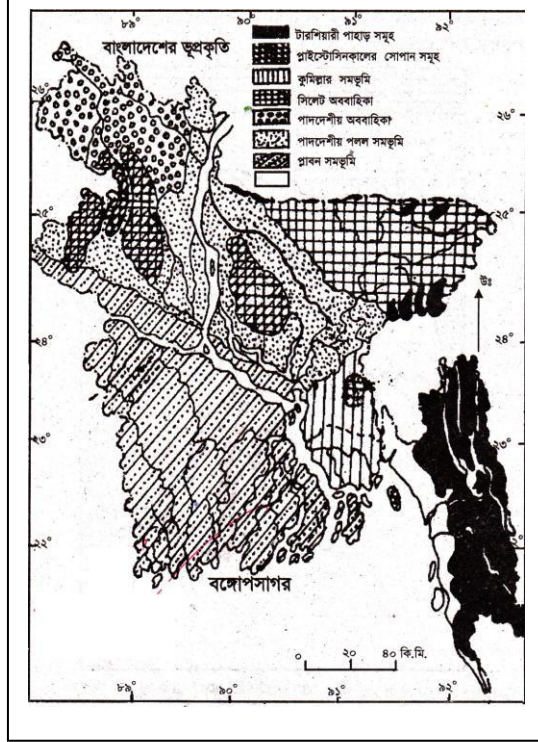 ৮৯° ৯০° ৯১° ৯২°
বাংলাদেশের ভূপ্রকৃতি
টারশিয়ারী পাহাড় সমূহ
প্লাইস্টোসিনকালের সোপান সমূহ
কুমিল্লার সমভূমি
সিলেট অববাহিকা
পাদদেশীয় অববাহিকা
পাদদেশীয় পলল সমভূমি
প্লাবন সমভূমি
২৬° ২৬°
২৫° ২৫°
উঃ
২৪° ২৪°
২৩° ২৩°
২২°
বঙ্গোপসাগর
০ ২০ ৪০ কি.মি.
৮৯° ৯০° ৯১° ৯২°